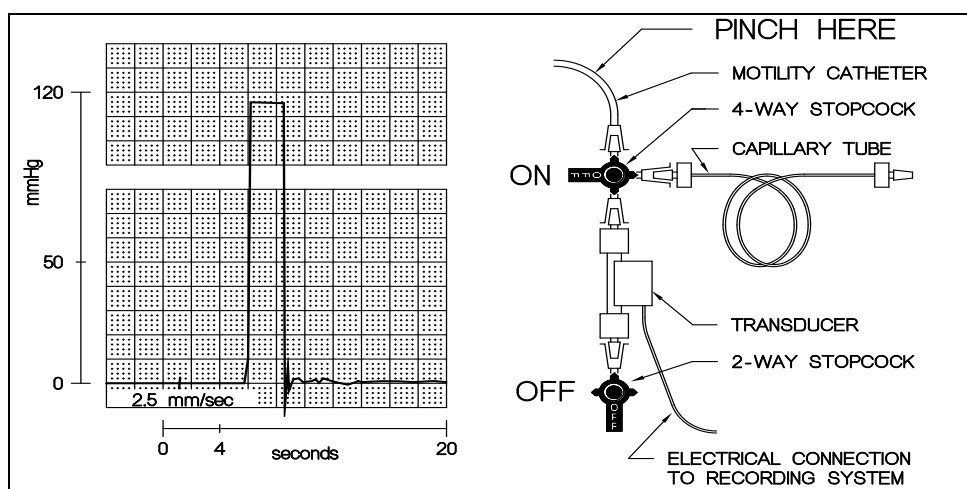 120
mmHg
50
0
2.5 mm/sec
0
4
seconds
20
PINCH HERE
MOTILITY CATHETER
4-WAY STOPCOCK
CAPILLARY TUBE
ON
OFF
TRANSDUCER
2-WAY STOPCOCK
OFF
OFF
ELECTRICAL CONNECTION
TO RECORDING SYSTEM